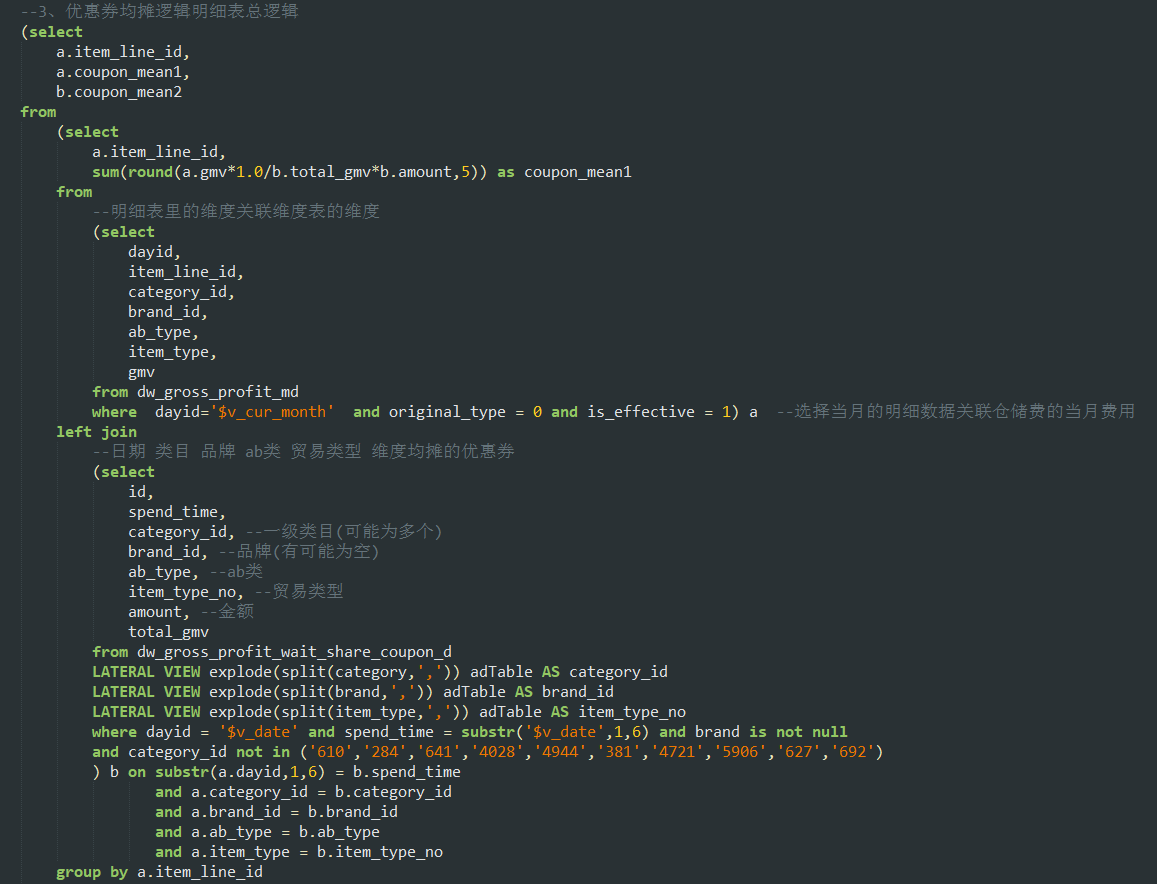 --3、优惠券均摊逻辑明细表总逻辑
(select
a.item_line_id,
a.coupon_mean1,
b.coupon_mean2
from
(select
a.item_line_id,
sum(round(a.gmv*1.0/b.total_gmv*b.amount,5)) as coupon_mean1
from
--明细表里的维度关联维度表的维度
(select
dayid,
item_line_id,
category_id,
brand_id,
ab_type,
item_type,
gmv
from dw_gross_profit_md
where  dayid='$v_cur_month'  and original_type = 0 and is_effective = 1) a  --选择当月的明细数据关联仓储费的当月费用
left join
--日期 类目 品牌 ab类 贸易类型 维度均摊的优惠券
(select
id,
spend_time,
category_id, --一级类目(可能为多个)
brand_id, --品牌(有可能为空)
ab_type, --ab类
item_type_no, --贸易类型
amount, --金额
total_gmv
from dw_gross_profit_wait_share_coupon_d
LATERAL VIEW explode(split(category,',')) adTable AS category_id
LATERAL VIEW explode(split(brand,',')) adTable AS brand_id
LATERAL VIEW explode(split(item_type,',')) adTable AS item_type_no
where dayid = '$v_date' and spend_time = substr('$v_date',1,6) and brand is not null
and category_id not in ('610','284','641','4028','4944','381','4721','5906','627','692')
) b on substr(a.dayid,1,6) = b.spend_time
and a.category_id = b.category_id
and a.brand_id = b.brand_id
and a.ab_type = b.ab_type
and a.item_type = b.item_type_no
group by a.item_line_id